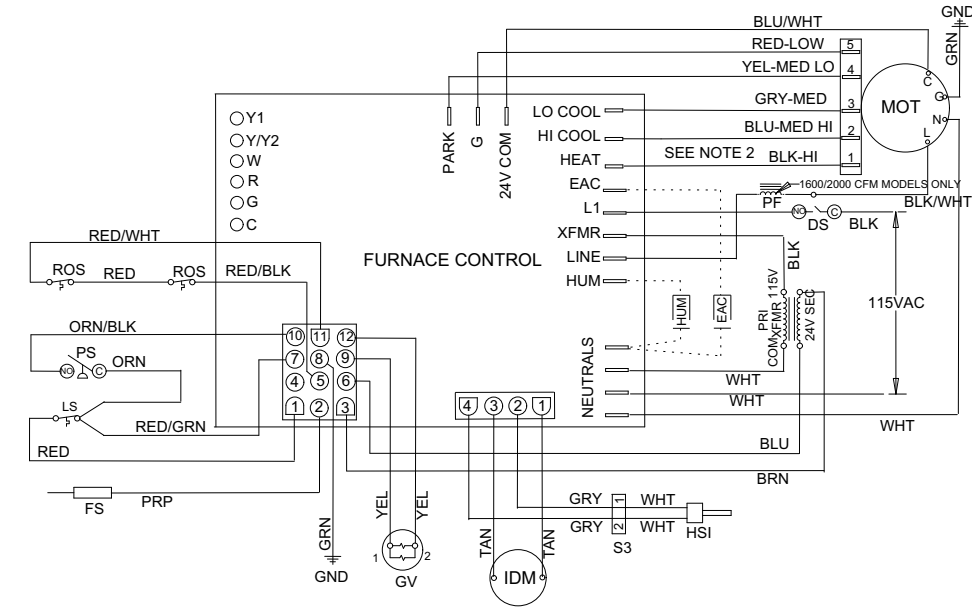 GND
BLU/WHT
RED-LOW
5
GRN
YEL-MED LO
4
C
G
MOT
GRY-MED
3
N
BLU-MED HI
2
L
SEE NOTE 2
BLK-HI
1
PARK
G
24V COM
LO COOL
HI COOL
HEAT
EAC
L1
XFMR
LINE
HUM
NEUTRALS
Y1
Y/Y2
W
R
G
C
FURNACE CONTROL
1600/2000 CFM MODELS ONLY
PF
BLK/WHT
NO
C
DS
BLK
BLK
115VAC
HUM
EAC
COM
PRI
XFMR 115V
24V SEC
WHT
WHT
WHT
BLU
BRN
RED/WHT
ROS
RED
ROS
RED/BLK
ORN/BLK
PS
NO
C
ORN
LS
RED/GRN
RED
10 11 12
7 8 9
4 5 6
1 2 3
4 3 2 1
FS
PRP
GRN
GND
YEL
YEL
1
2
GV
TAN
TAN
IDM
GRY
1
WHT
GRY
2
WHT
S3
HSI